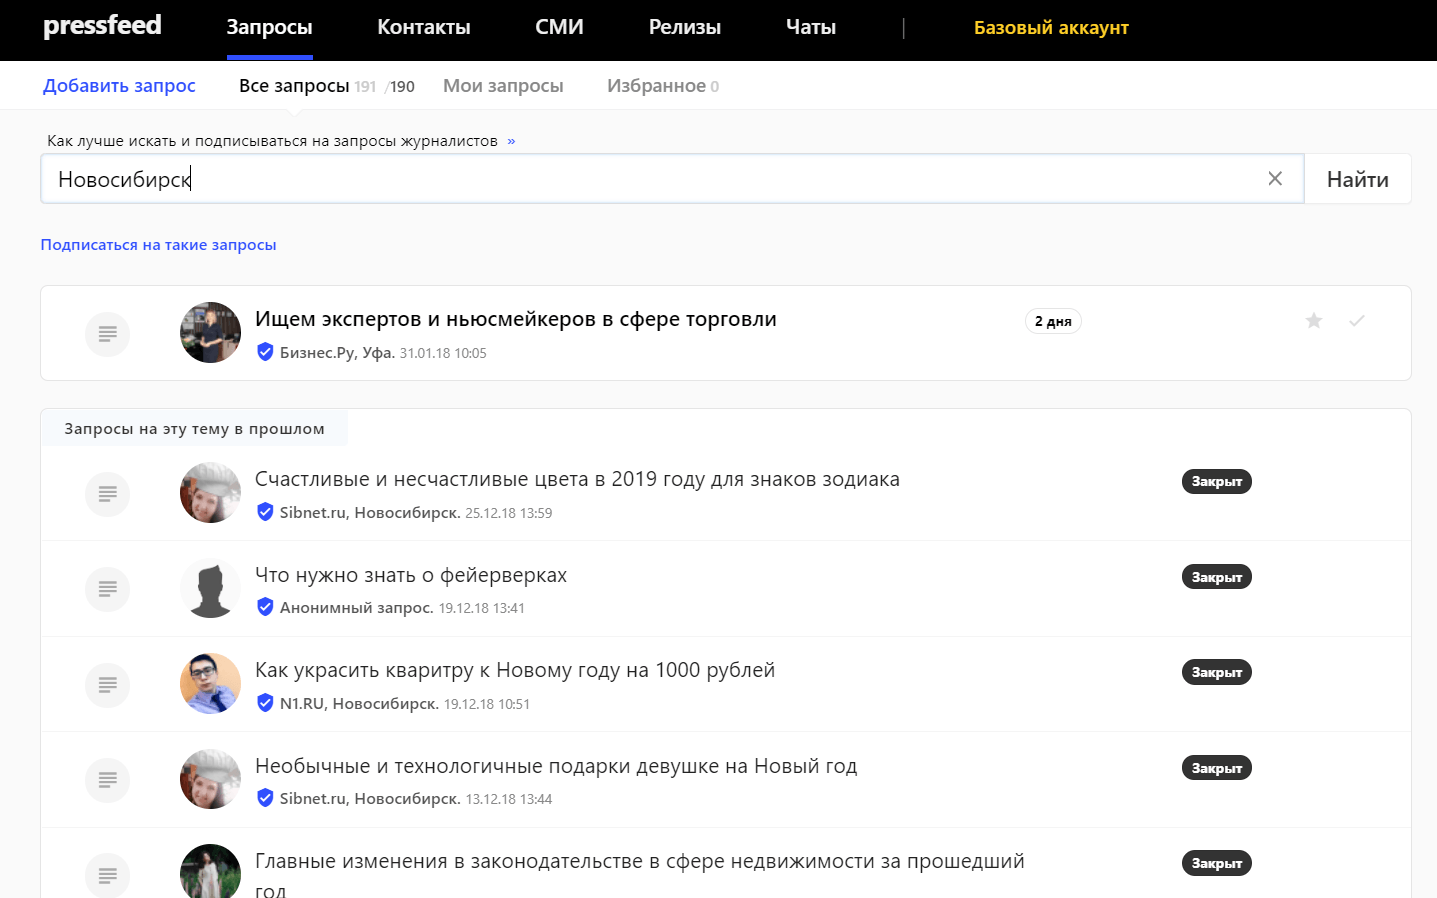 pressfeed Запросы Контакты СМИ Релизы Чаты | Базовый аккаунт
Добавить запрос Все запросы 191 /190 Мои запросы Избранное 0
Как лучше искать и подписываться на запросы журналистов »
Новосибирск Найти
Подписаться на такие запросы
Ищем экспертов и ньюсмейкеров в сфере торговли 2 дня
Бизнес.Ру, Уфа. 31.01.18 10:05
Запросы на эту тему в прошлом
Счастливые и несчастливые цвета в 2019 году для знаков зодиака Закрыт
Sibnet.ru, Новосибирск. 25.12.18 13:59
Что нужно знать о фейерверках Закрыт
Анонимный запрос. 19.12.18 13:41
Как украсить кваритру к Новому году на 1000 рублей Закрыт
N1.RU, Новосибирск. 19.12.18 10:51
Необычные и технологичные подарки девушке на Новый год Закрыт
Sibnet.ru, Новосибирск. 13.12.18 13:44
Главные изменения в законодательстве в сфере недвижимости за прошедший Закрыт
год